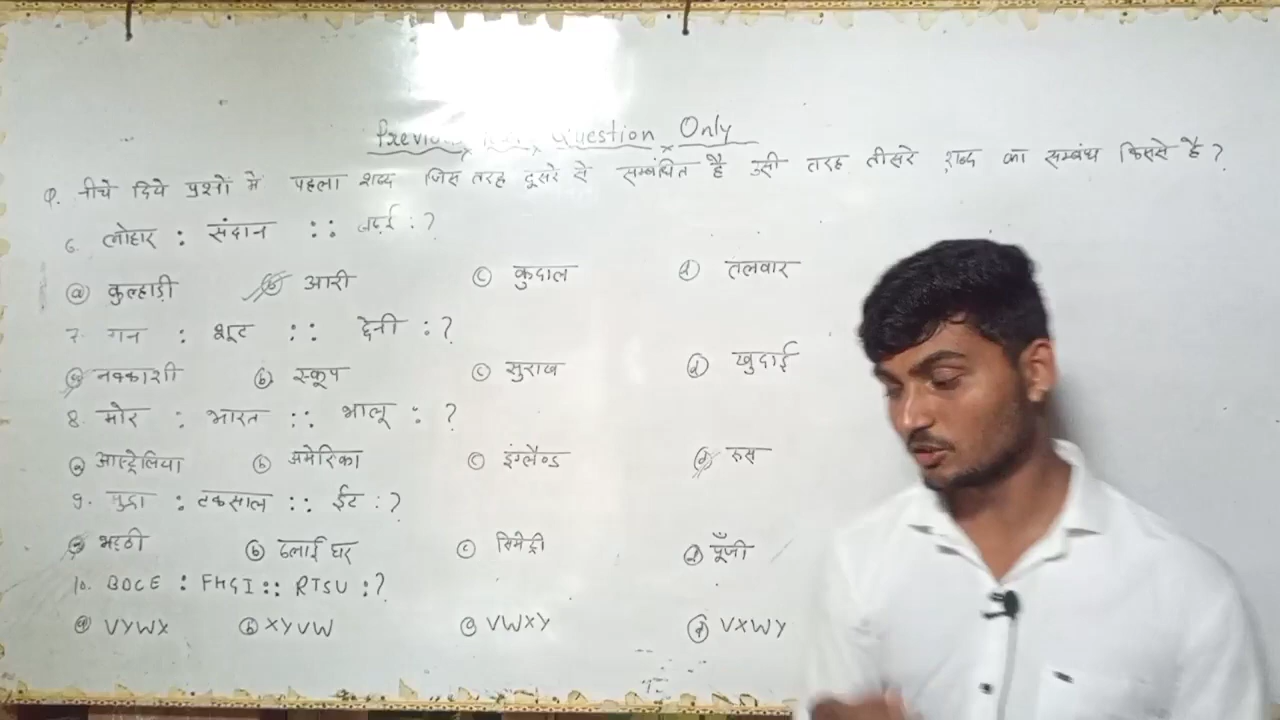 Question Only
Q. नीचे दिये प्रश्नों में पहला शब्द जिस तरह दूसरे से सम्बंधित है उसी तरह तीसरे शब्द का सम्बंध किससे है ?
6. लोहार : संदान :: बढ़ई : ?
(a) कुल्हाड़ी (b) आरी (c) कुदाल (d) तलवार
7. गन : शूट :: छेनी : ?
(a) नक्काशी (b) स्कूप (c) सुराख (d) खुदाई
8. मोर : भारत :: भालू : ?
(a) आस्ट्रेलिया (b) अमेरिका (c) इंग्लैण्ड (d) रुस
9. मुद्रा : टकसाल :: ईट : ?
(a) भट्ठी (b) ढलाई घर (c) सिमेट्री (d) पूँजी
10. BDCE : FHGI :: RTSU : ?
(a) VYWX (b) XYVW (c) VWXY (d) VXWY